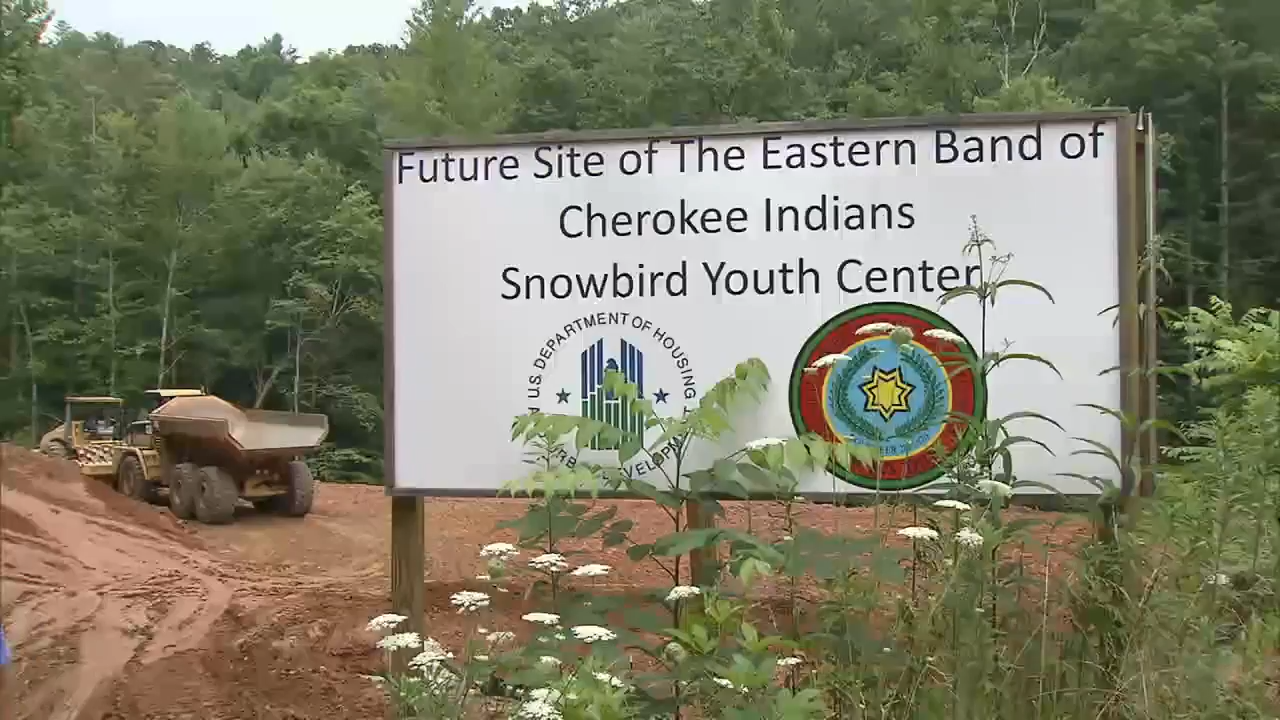 Future Site of The Eastern Band of
Cherokee Indians
Snowbird Youth Center
U.S. DEPARTMENT OF HOUSING